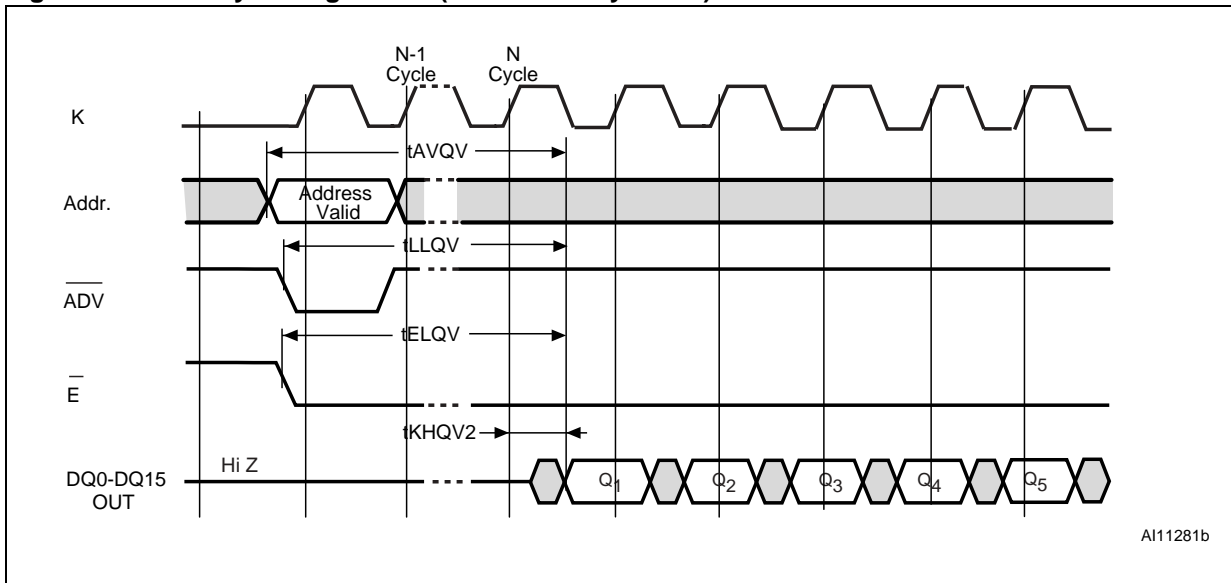 N-1
Cycle
N
Cycle
K
tAVQV
Addr.
Address
Valid
tLLQV
ADV
tELQV
E
tKHQV2
Hi Z
DQ0-DQ15
OUT
Q1
Q2
Q3
Q4
Q5
AI11281b